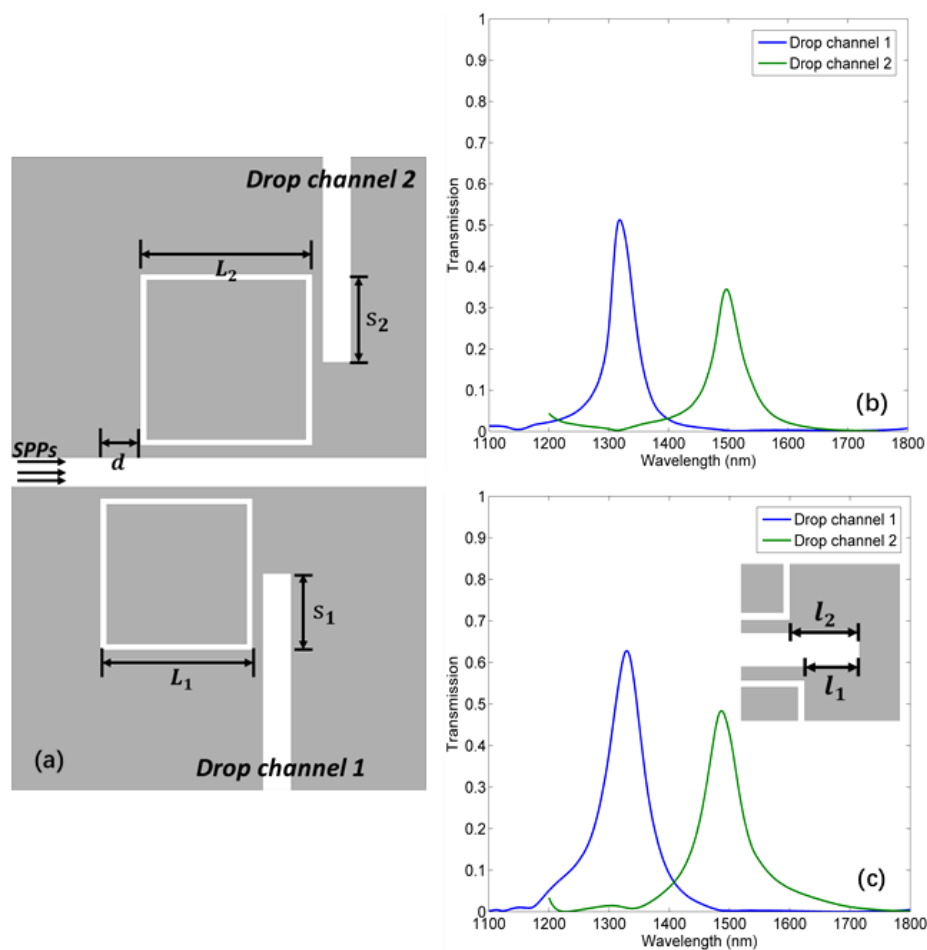 Drop channel 2
L₂
S₂
SPPs
d
S₁
L₁
(a)
Drop channel 1
1
0.9
0.8
0.7
0.6
0.5
0.4
0.3
0.2
0.1
0
Transmission
Drop channel 1
Drop channel 2
(b)
1100 1200 1300 1400 1500 1600 1700 1800
Wavelength (nm)
1
0.9
0.8
0.7
0.6
0.5
0.4
0.3
0.2
0.1
0
Transmission
Drop channel 1
Drop channel 2
l₂
l₁
(c)
1100 1200 1300 1400 1500 1600 1700 1800
Wavelength (nm)